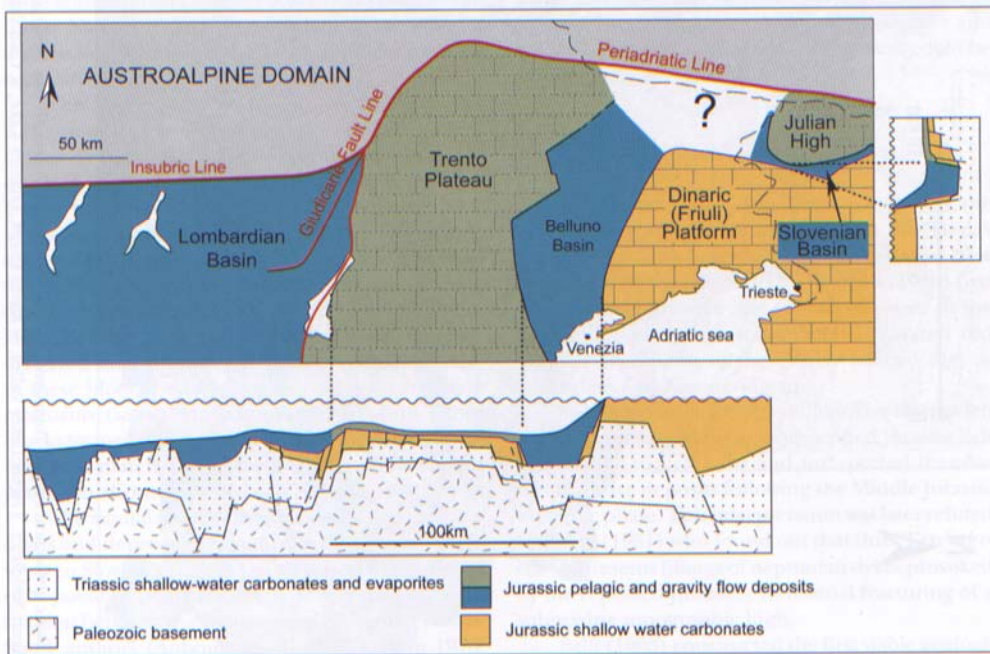 N
AUSTROALPINE DOMAIN
50 km
Insubric Line
Giudicarie Fault Line
Periadriatic Line
?
Lombardian
Basin
Trento
Plateau
Belluno
Basin
Dinaric
(Friuli)
Platform
Julian
High
Slovenian
Basin
Trieste
Venezia
Adriatic sea
100km
Triassic shallow-water carbonates and evaporites
Paleozoic basement
Jurassic pelagic and gravity flow deposits
Jurassic shallow water carbonates